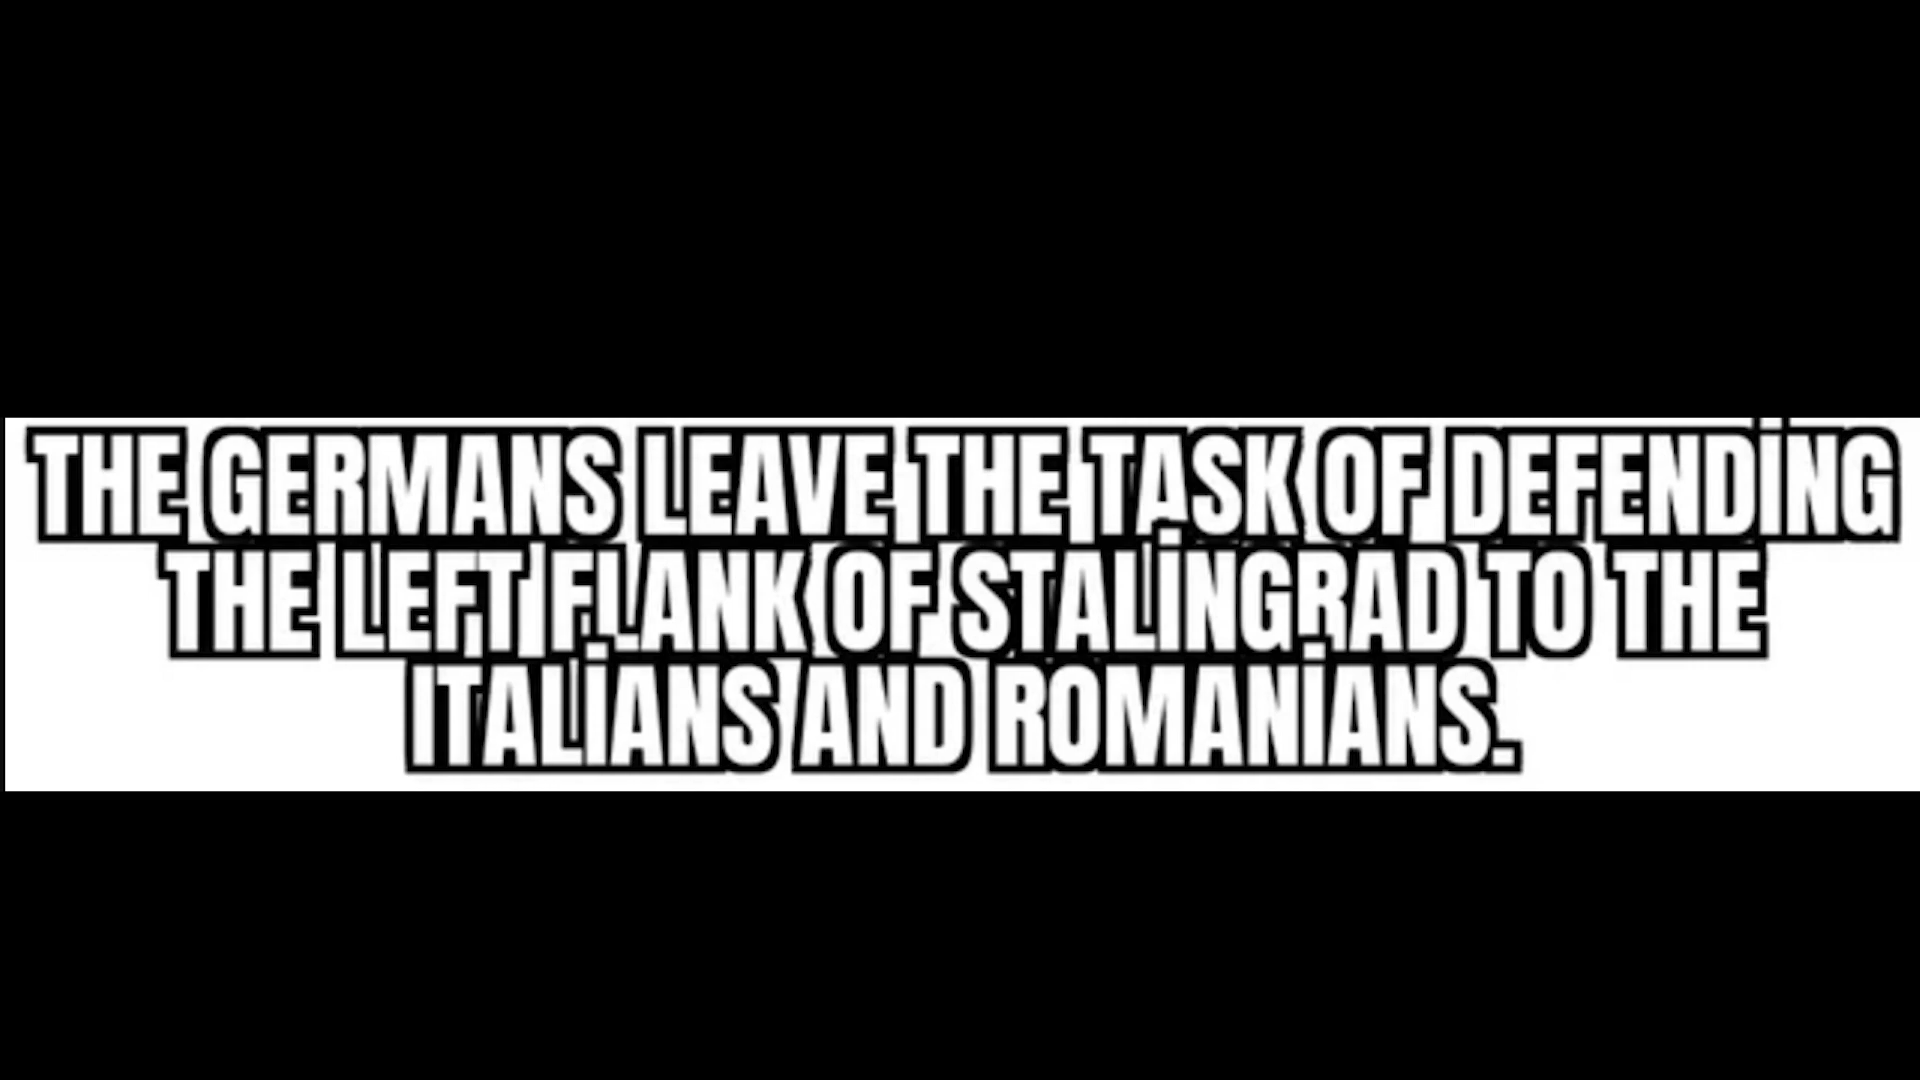 THE GERMANS LEAVE THE TASK OF DEFENDİNG
THE LEFT FLANK OF STALİNGRAD TO THE
ITALİANS AND ROMANİANS.